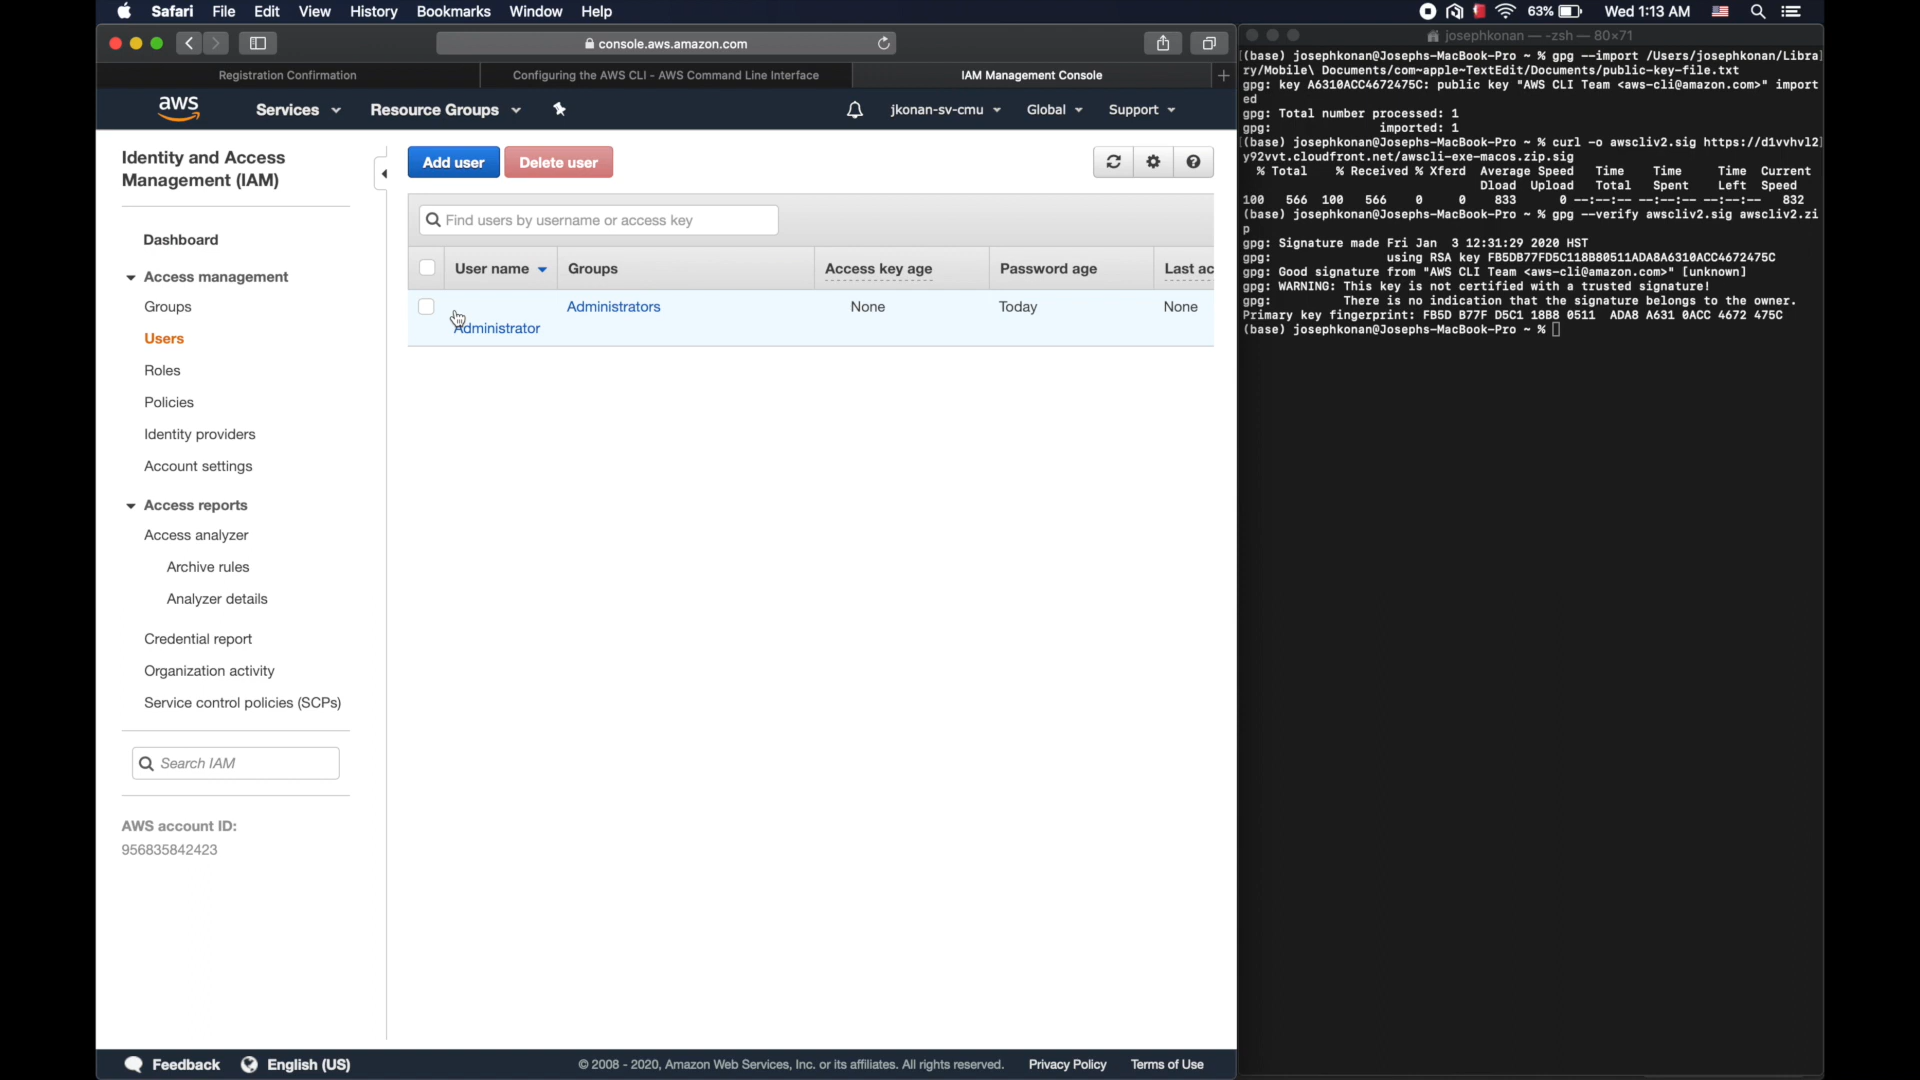 Safari File Edit View History Bookmarks Window Help
63% Wed 1:13 AM
console.aws.amazon.com
Registration Confirmation
Configuring the AWS CLI - AWS Command Line Interface
IAM Management Console
aws
Services
Resource Groups
jkonan-sv-cmu
Global
Support
Identity and Access
Management (IAM)
Dashboard
Access management
Groups
Users
Roles
Policies
Identity providers
Account settings
Access reports
Access analyzer
Archive rules
Analyzer details
Credential report
Organization activity
Service control policies (SCPs)
Search IAM
AWS account ID:
956835842423
Add user
Delete user
Find users by username or access key
User name Groups Access key age Password age Last ac
Administrators None Today None
Administrator
Feedback
English (US)
© 2008 - 2020, Amazon Web Services, Inc. or its affiliates. All rights reserved.
Privacy Policy
Terms of Use
josephkonan — -zsh — 80×71
[(base) josephkonan@Josephs-MacBook-Pro ~ % gpg --import /Users/josephkonan/Libra]
ry/Mobile\ Documents/com~apple~TextEdit/Documents/public-key-file.txt
gpg: key A6310ACC4672475C: public key "AWS CLI Team <aws-cli@amazon.com>" import
ed
gpg: Total number processed: 1
gpg: imported: 1
[(base) josephkonan@Josephs-MacBook-Pro ~ % curl -o awscliv2.sig https://d1vvhvl2]
y92vvt.cloudfront.net/awscli-exe-macos.zip.sig
% Total % Received % Xferd Average Speed Time Time Time Current
Dload Upload Total Spent Left Speed
100 566 100 566 0 0 833 0 --:--:-- --:--:-- --:--:-- 832
(base) josephkonan@Josephs-MacBook-Pro ~ % gpg --verify awscliv2.sig awscliv2.zi
p
gpg: Signature made Fri Jan 3 12:31:29 2020 HST
gpg: using RSA key FB5DB77FD5C118B80511ADA8A6310ACC4672475C
gpg: Good signature from "AWS CLI Team <aws-cli@amazon.com>" [unknown]
gpg: WARNING: This key is not certified with a trusted signature!
gpg: There is no indication that the signature belongs to the owner.
Primary key fingerprint: FB5D B77F D5C1 18B8 0511 ADA8 A631 0ACC 4672 475C
(base) josephkonan@Josephs-MacBook-Pro ~ %